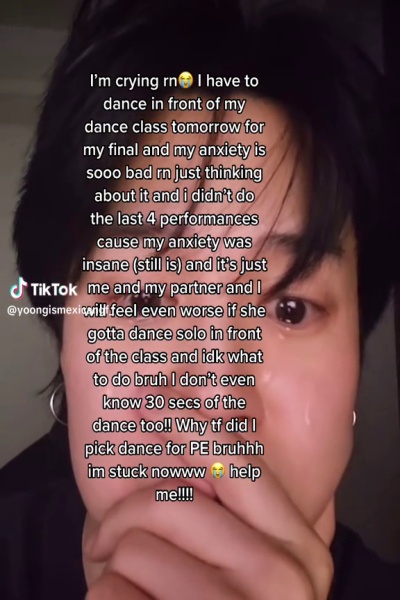 I'm crying rn😭 I have to
dance in front of my
dance class tomorrow for
my final and my anxiety is
sooo bad rn just thinking
about it and i didn't do
the last 4 performances
cause my anxiety was
insane (still is) and it's just
TikTok
me and my partner and I
will feel even worse if she
gotta dance solo in front
of the class and idk what
to do bruh I don't even
know 30 secs of the
dance too!! Why tf did I
pick dance for PE bruhhh
im stuck nowww 😭 help
me!!!!